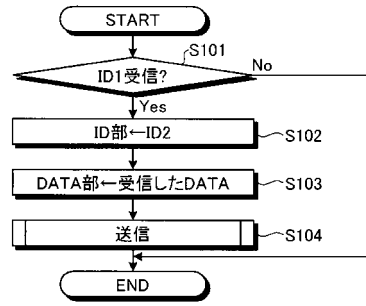 START
S101
ID1受信?
No
Yes
ID部←ID2
S102
DATA部←受信したDATA
S103
送信
S104
END